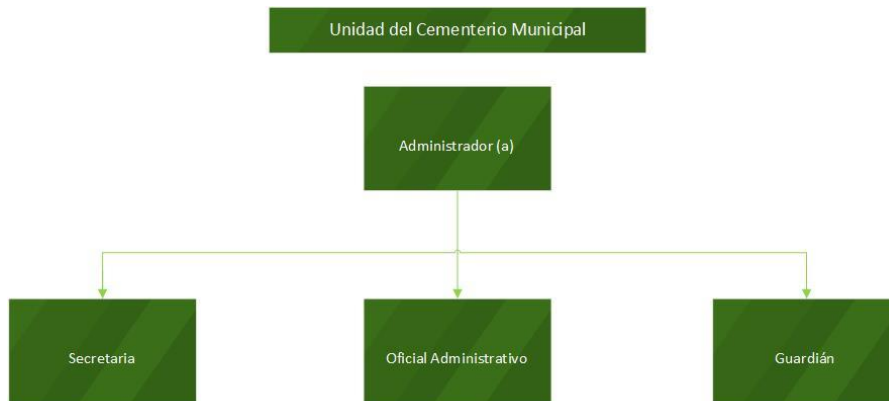 Unidad del Cementerio Municipal
Administrador (a)
Secretaria
Oficial Administrativo
Guardián